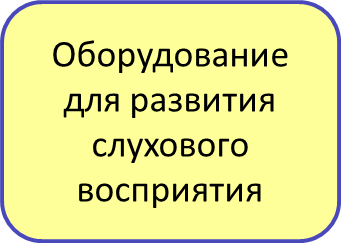 Оборудование
для развития
слухового
восприятия